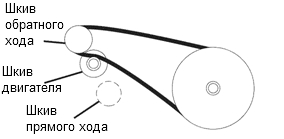 Шкив
обратного
хода
Шкив
двигателя
Шкив
прямого хода